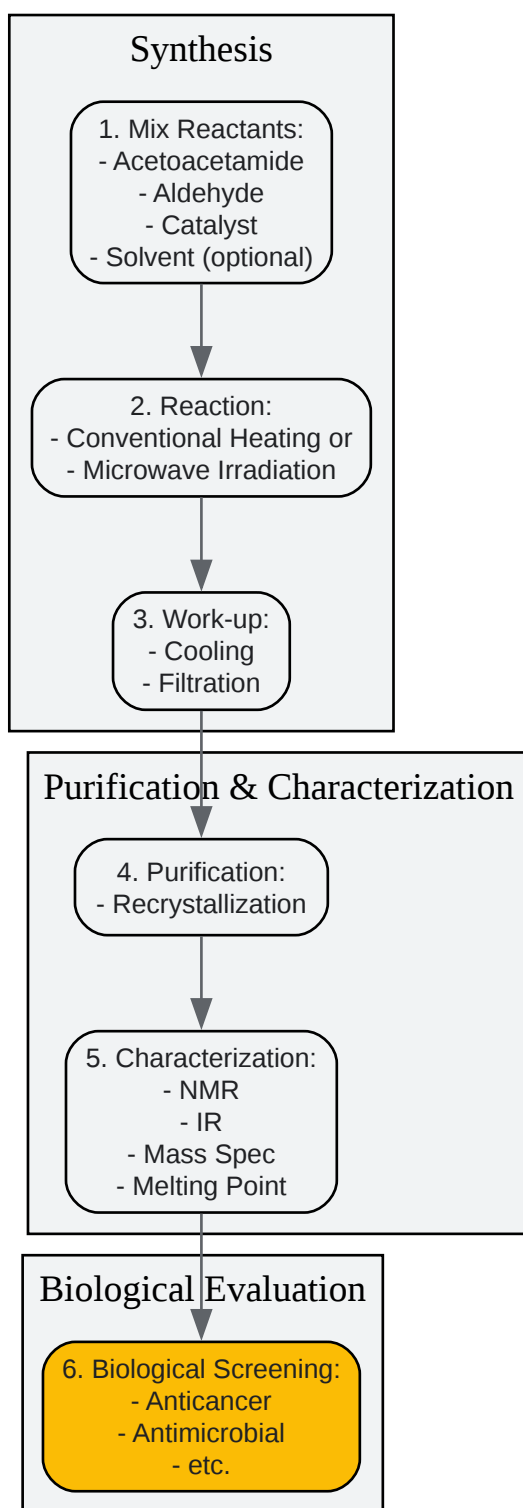 Synthesis
1. Mix Reactants:
- Acetoacetamide
- Aldehyde
- Catalyst
- Solvent (optional)
2. Reaction:
- Conventional Heating or
- Microwave Irradiation
3. Work-up:
- Cooling
- Filtration
Purification & Characterization
4. Purification:
- Recrystallization
5. Characterization:
- NMR
- IR
- Mass Spec
- Melting Point
Biological Evaluation
6. Biological Screening:
- Anticancer
- Antimicrobial
- etc.